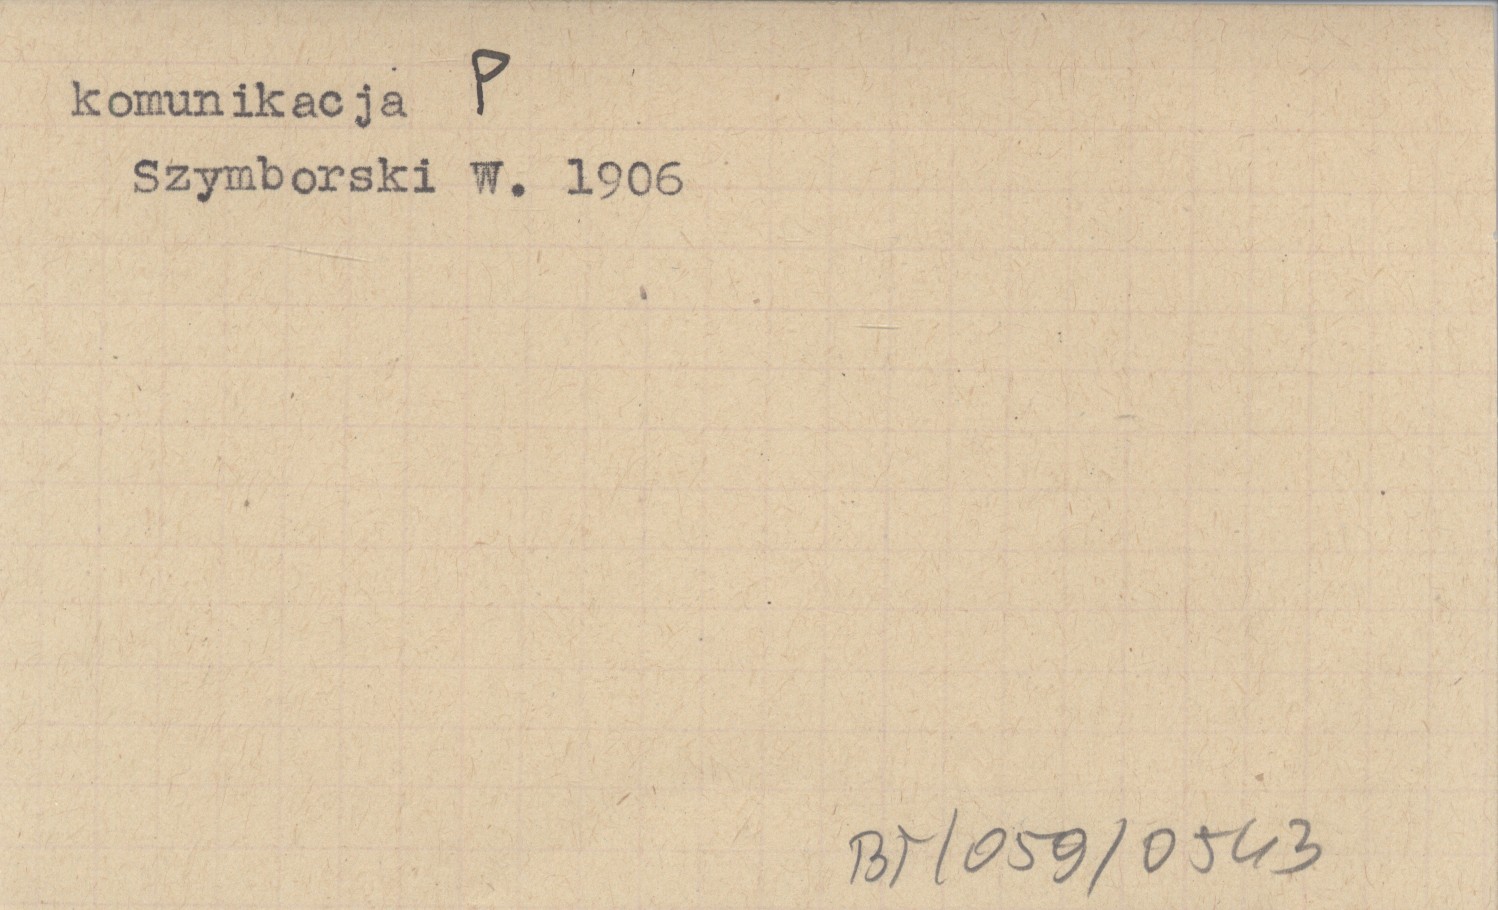 komunikacja P
Szymborski W. 1906
BT/059/0543